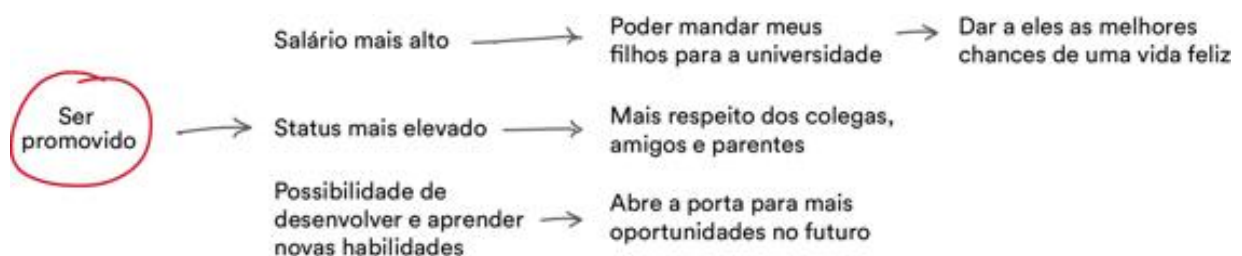 Ser
promovido
Salário mais alto
Poder mandar meus
filhos para a universidade
Dar a eles as melhores
chances de uma vida feliz
Status mais elevado
Mais respeito dos colegas,
amigos e parentes
Possibilidade de
desenvolver e aprender
novas habilidades
Abre a porta para mais
oportunidades no futuro